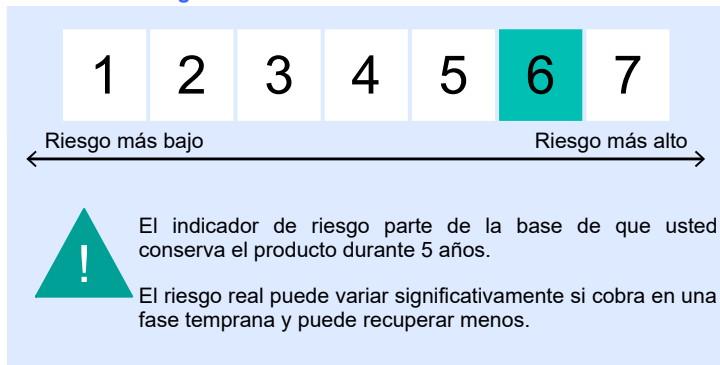 1 2 3 4 5 6 7
Riesgo más bajo Riesgo más alto
!
El indicador de riesgo parte de la base de que usted
conserva el producto durante 5 años.
El riesgo real puede variar significativamente si cobra en una
fase temprana y puede recuperar menos.